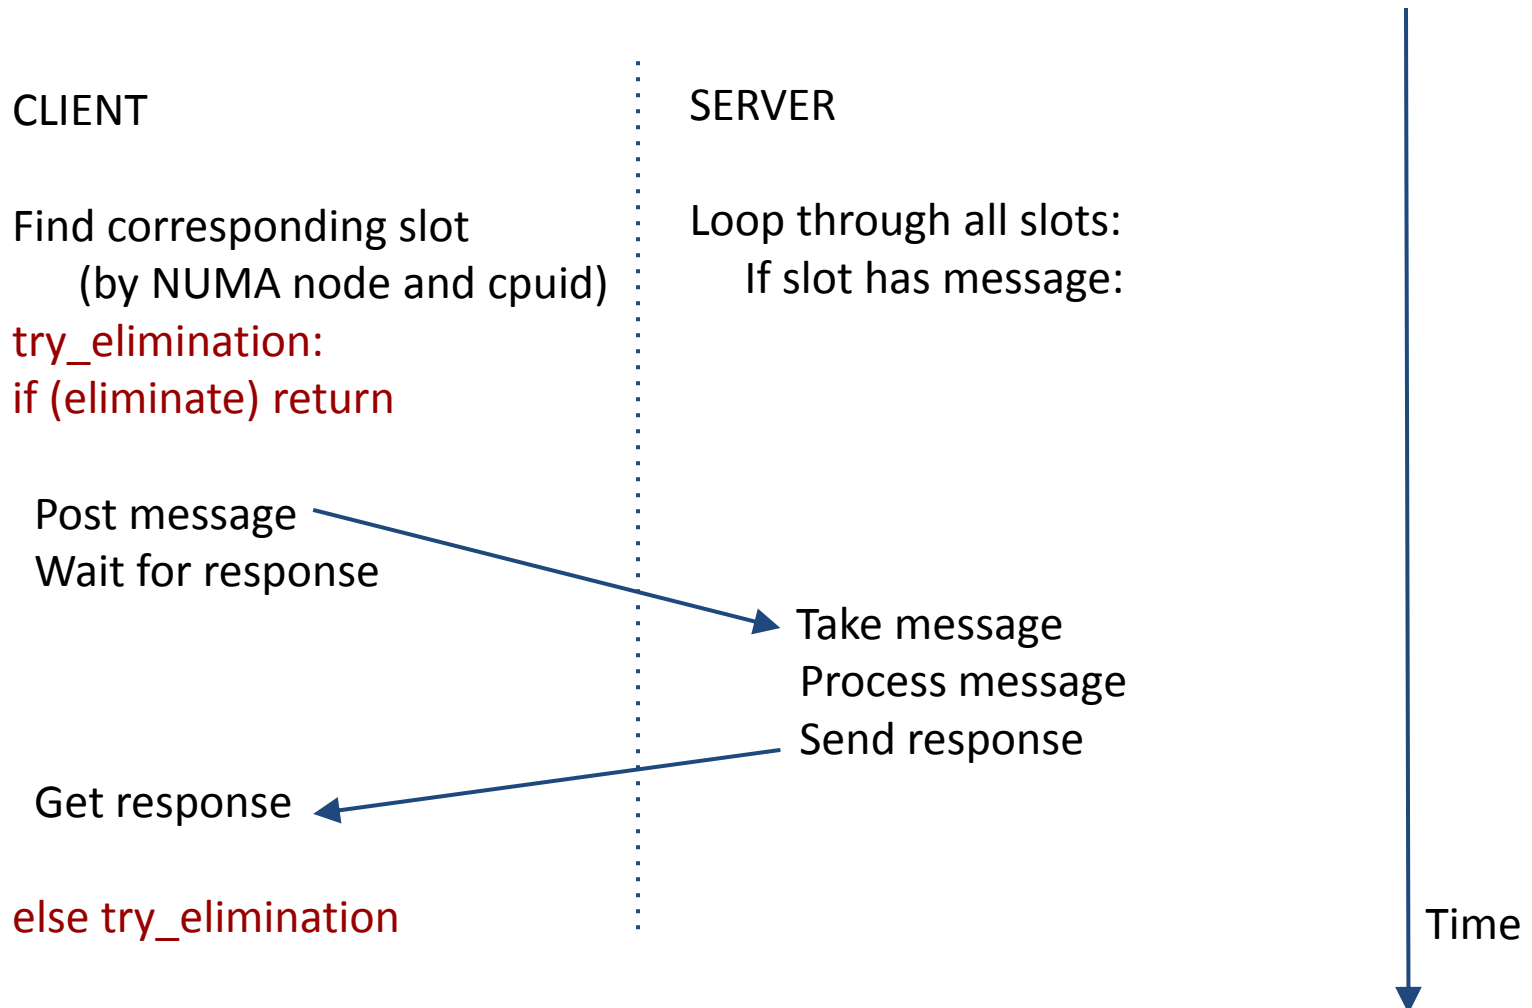 CLIENT
Find corresponding slot
(by NUMA node and cpuid)
try_elimination:
if (eliminate) return
Post message
Wait for response
Get response
else try_elimination
SERVER
Loop through all slots:
If slot has message:
Take message
Process message
Send response
Time